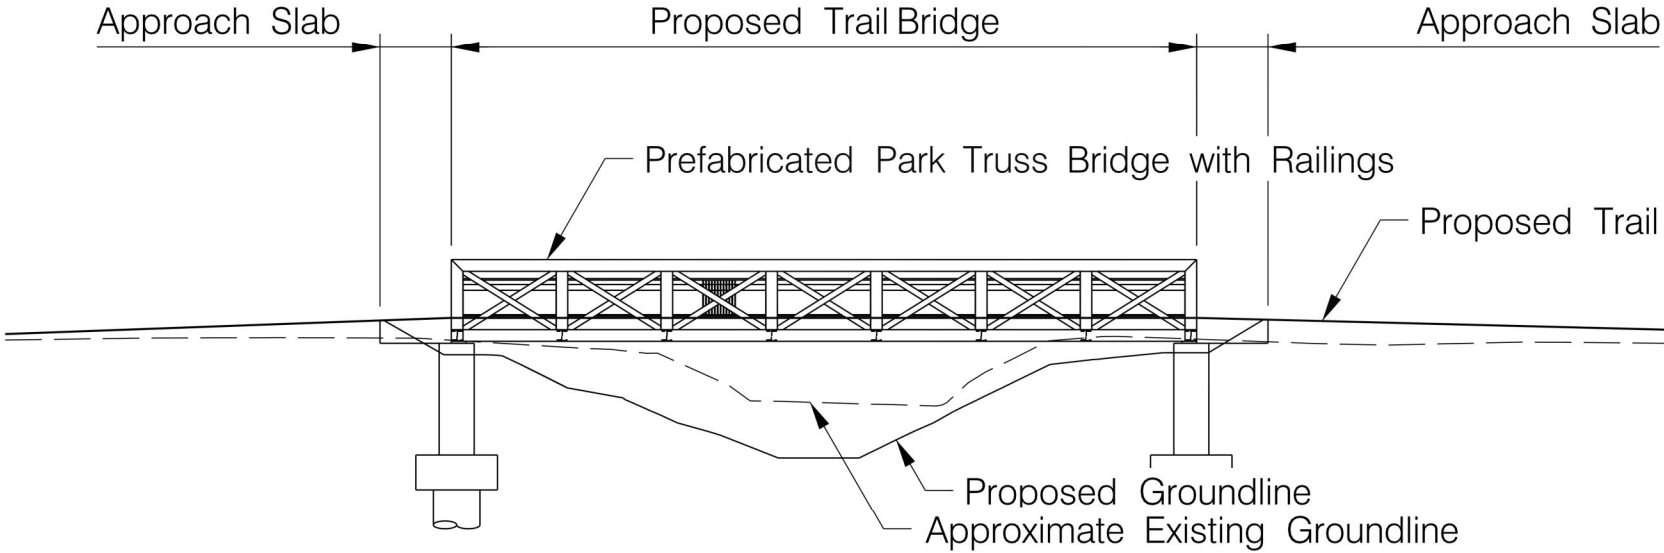 Approach Slab
Proposed Trail Bridge
Approach Slab
Prefabricated Park Truss Bridge with Railings
Proposed Trail
Proposed Groundline
Approximate Existing Groundline